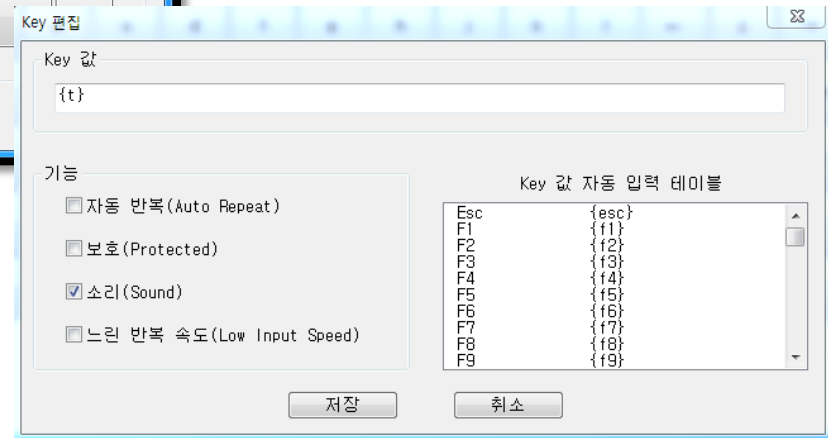 Key 편집
Key 값
{t}
기능
자동 반복(Auto Repeat)
보호(Protected)
소리(Sound)
느린 반복 속도(Low Input Speed)
Key 값 자동 입력 테이블
Esc {esc}
F1 {f1}
F2 {f2}
F3 {f3}
F4 {f4}
F5 {f5}
F6 {f6}
F7 {f7}
F8 {f8}
F9 {f9}
저장 취소